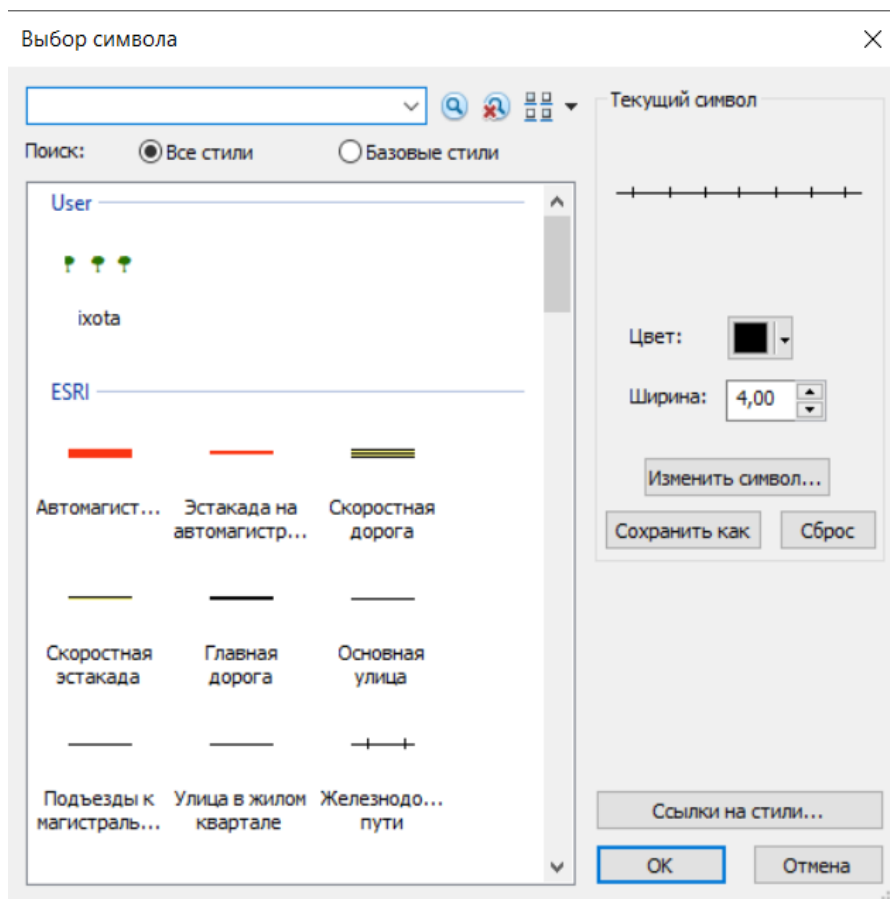 Выбор символа
Поиск:
Все стили
Базовые стили
User
ixota
ESRI
Автомагист...
Эстакада на
автомагистр...
Скоростная
дорога
Скоростная
эстакада
Главная
дорога
Основная
улица
Подъезды к
магистраль...
Улица в жилом
квартале
Железнодо...
пути
Текущий символ
Цвет:
Ширина: 4,00
Изменить символ...
Сохранить как
Сброс
Ссылки на стили...
OK
Отмена